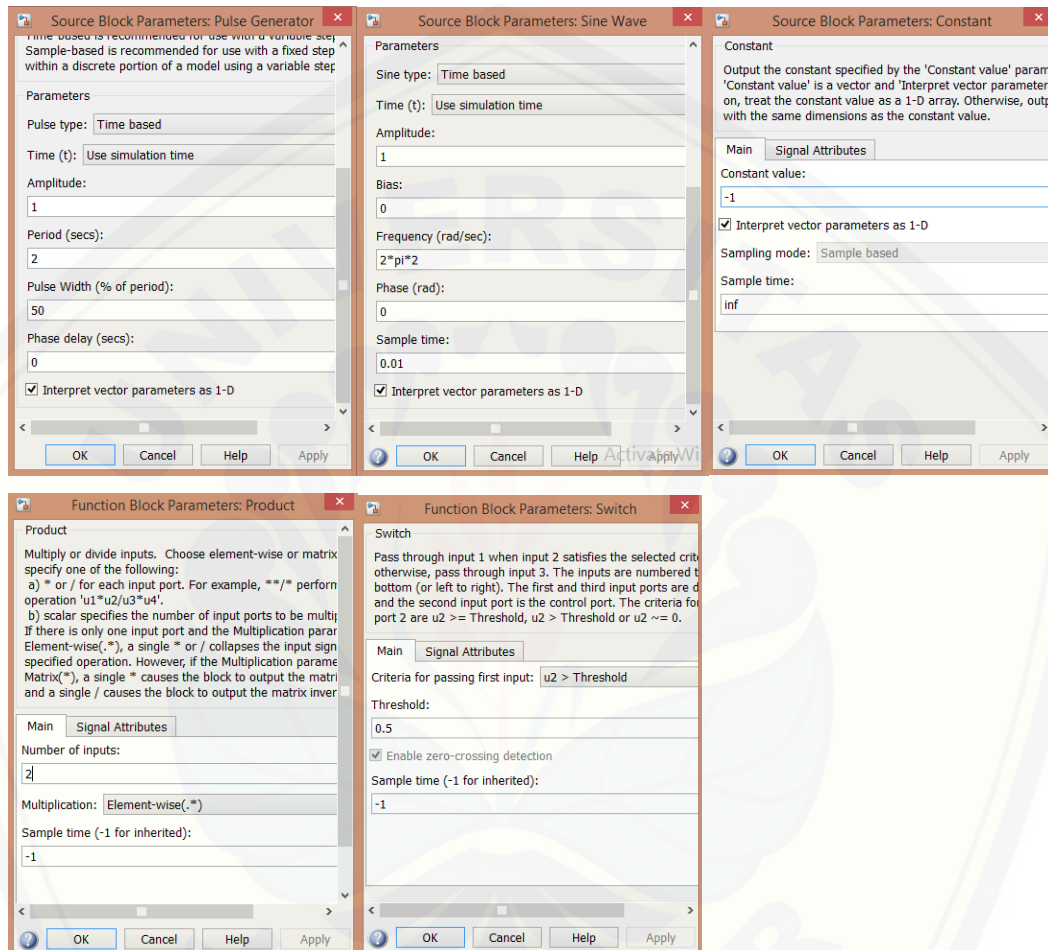 Source Block Parameters: Pulse Generator
Time based is recommended for use with a variable step
Sample-based is recommended for use with a fixed step
within a discrete portion of a model using a variable step
Parameters
Pulse type: Time based
Time (t): Use simulation time
Amplitude:
1
Period (secs):
2
Pulse Width (% of period):
50
Phase delay (secs):
0
Interpret vector parameters as 1-D
OK Cancel Help Apply
Source Block Parameters: Sine Wave
Parameters
Sine type: Time based
Time (t): Use simulation time
Amplitude:
1
Bias:
0
Frequency (rad/sec):
2*pi*2
Phase (rad):
0
Sample time:
0.01
Interpret vector parameters as 1-D
OK Cancel Help Apply
Activate Wi
Source Block Parameters: Constant
Constant
Output the constant specified by the 'Constant value' param
'Constant value' is a vector and 'Interpret vector parameter
on, treat the constant value as a 1-D array. Otherwise, outp
with the same dimensions as the constant value.
Main Signal Attributes
Constant value:
-1
Interpret vector parameters as 1-D
Sampling mode: Sample based
Sample time:
inf
OK Cancel Help Apply
Function Block Parameters: Product
Product
Multiply or divide inputs. Choose element-wise or matrix
specify one of the following:
a) * or / for each input port. For example, **/* perform
operation 'u1*u2/u3*u4'.
b) scalar specifies the number of input ports to be multip
If there is only one input port and the Multiplication parar
Element-wise(.*), a single * or / collapses the input sign
specified operation. However, if the Multiplication parame
Matrix(*), a single * causes the block to output the matri
and a single / causes the block to output the matrix inver
Main Signal Attributes
Number of inputs:
2
Multiplication: Element-wise(.*)
Sample time (-1 for inherited):
-1
OK Cancel Help Apply
Function Block Parameters: Switch
Switch
Pass through input 1 when input 2 satisfies the selected crite
otherwise, pass through input 3. The inputs are numbered t
bottom (or left to right). The first and third input ports are d
and the second input port is the control port. The criteria fo
port 2 are u2 >= Threshold, u2 > Threshold or u2 ~= 0.
Main Signal Attributes
Criteria for passing first input: u2 > Threshold
Threshold:
0.5
Enable zero-crossing detection
Sample time (-1 for inherited):
-1
OK Cancel Help Apply
UNIVERSITAS